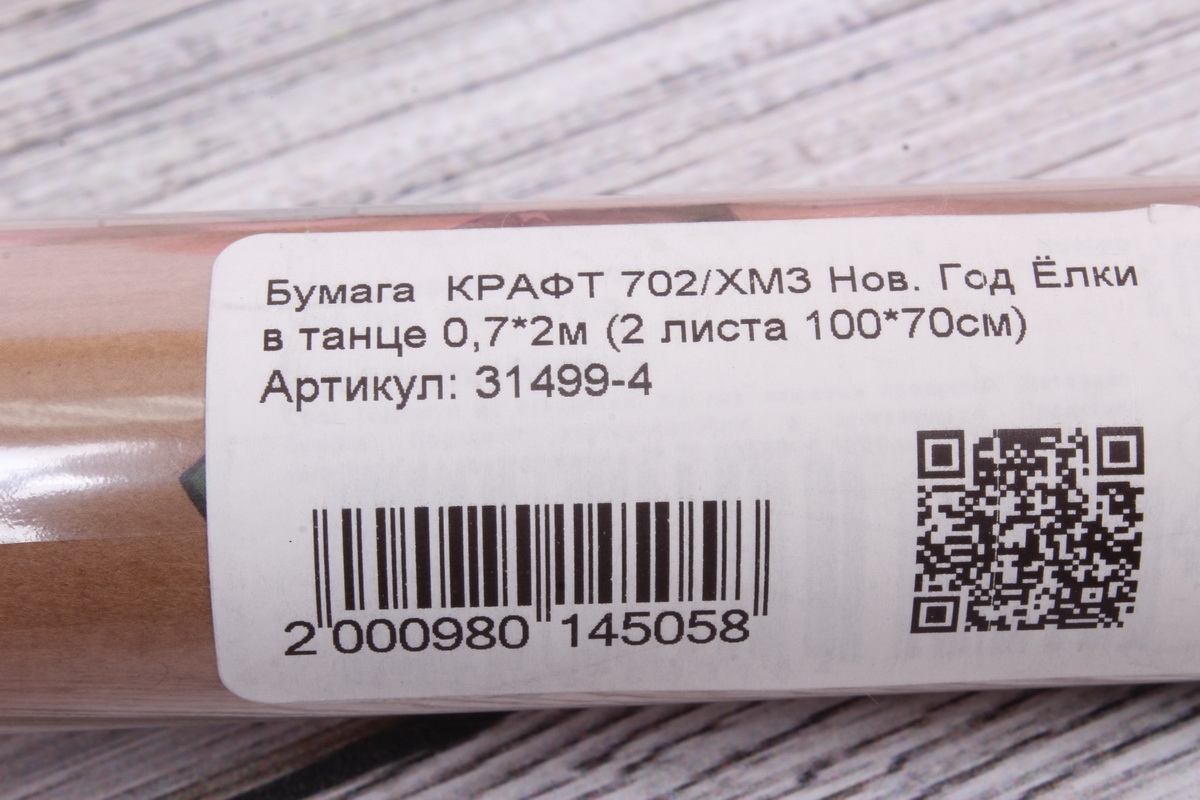 Бумага КРАФТ 702/ХМЗ Нов. Год Ёлки
в танце 0,7*2м (2 листа 100*70см)
Артикул: 31499-4
2 000980 145058